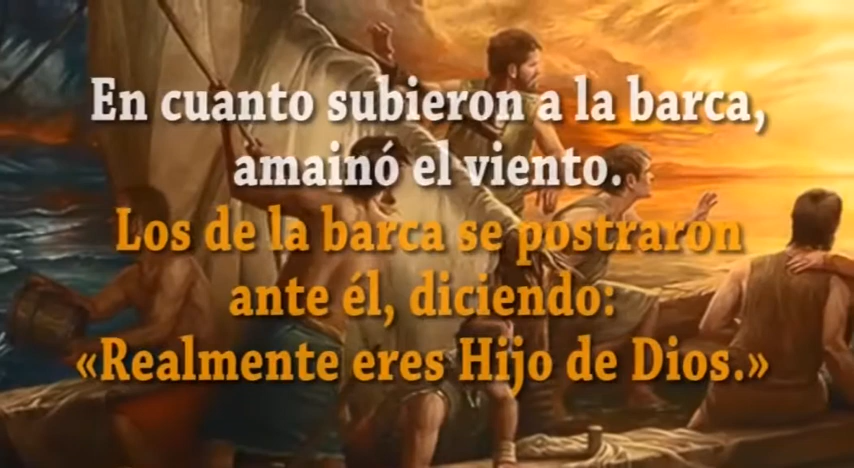 En cuanto subieron a la barca,
amainó el viento.
Los de la barca se postraron
ante él, diciendo:
«Realmente eres Hijo de Dios.»